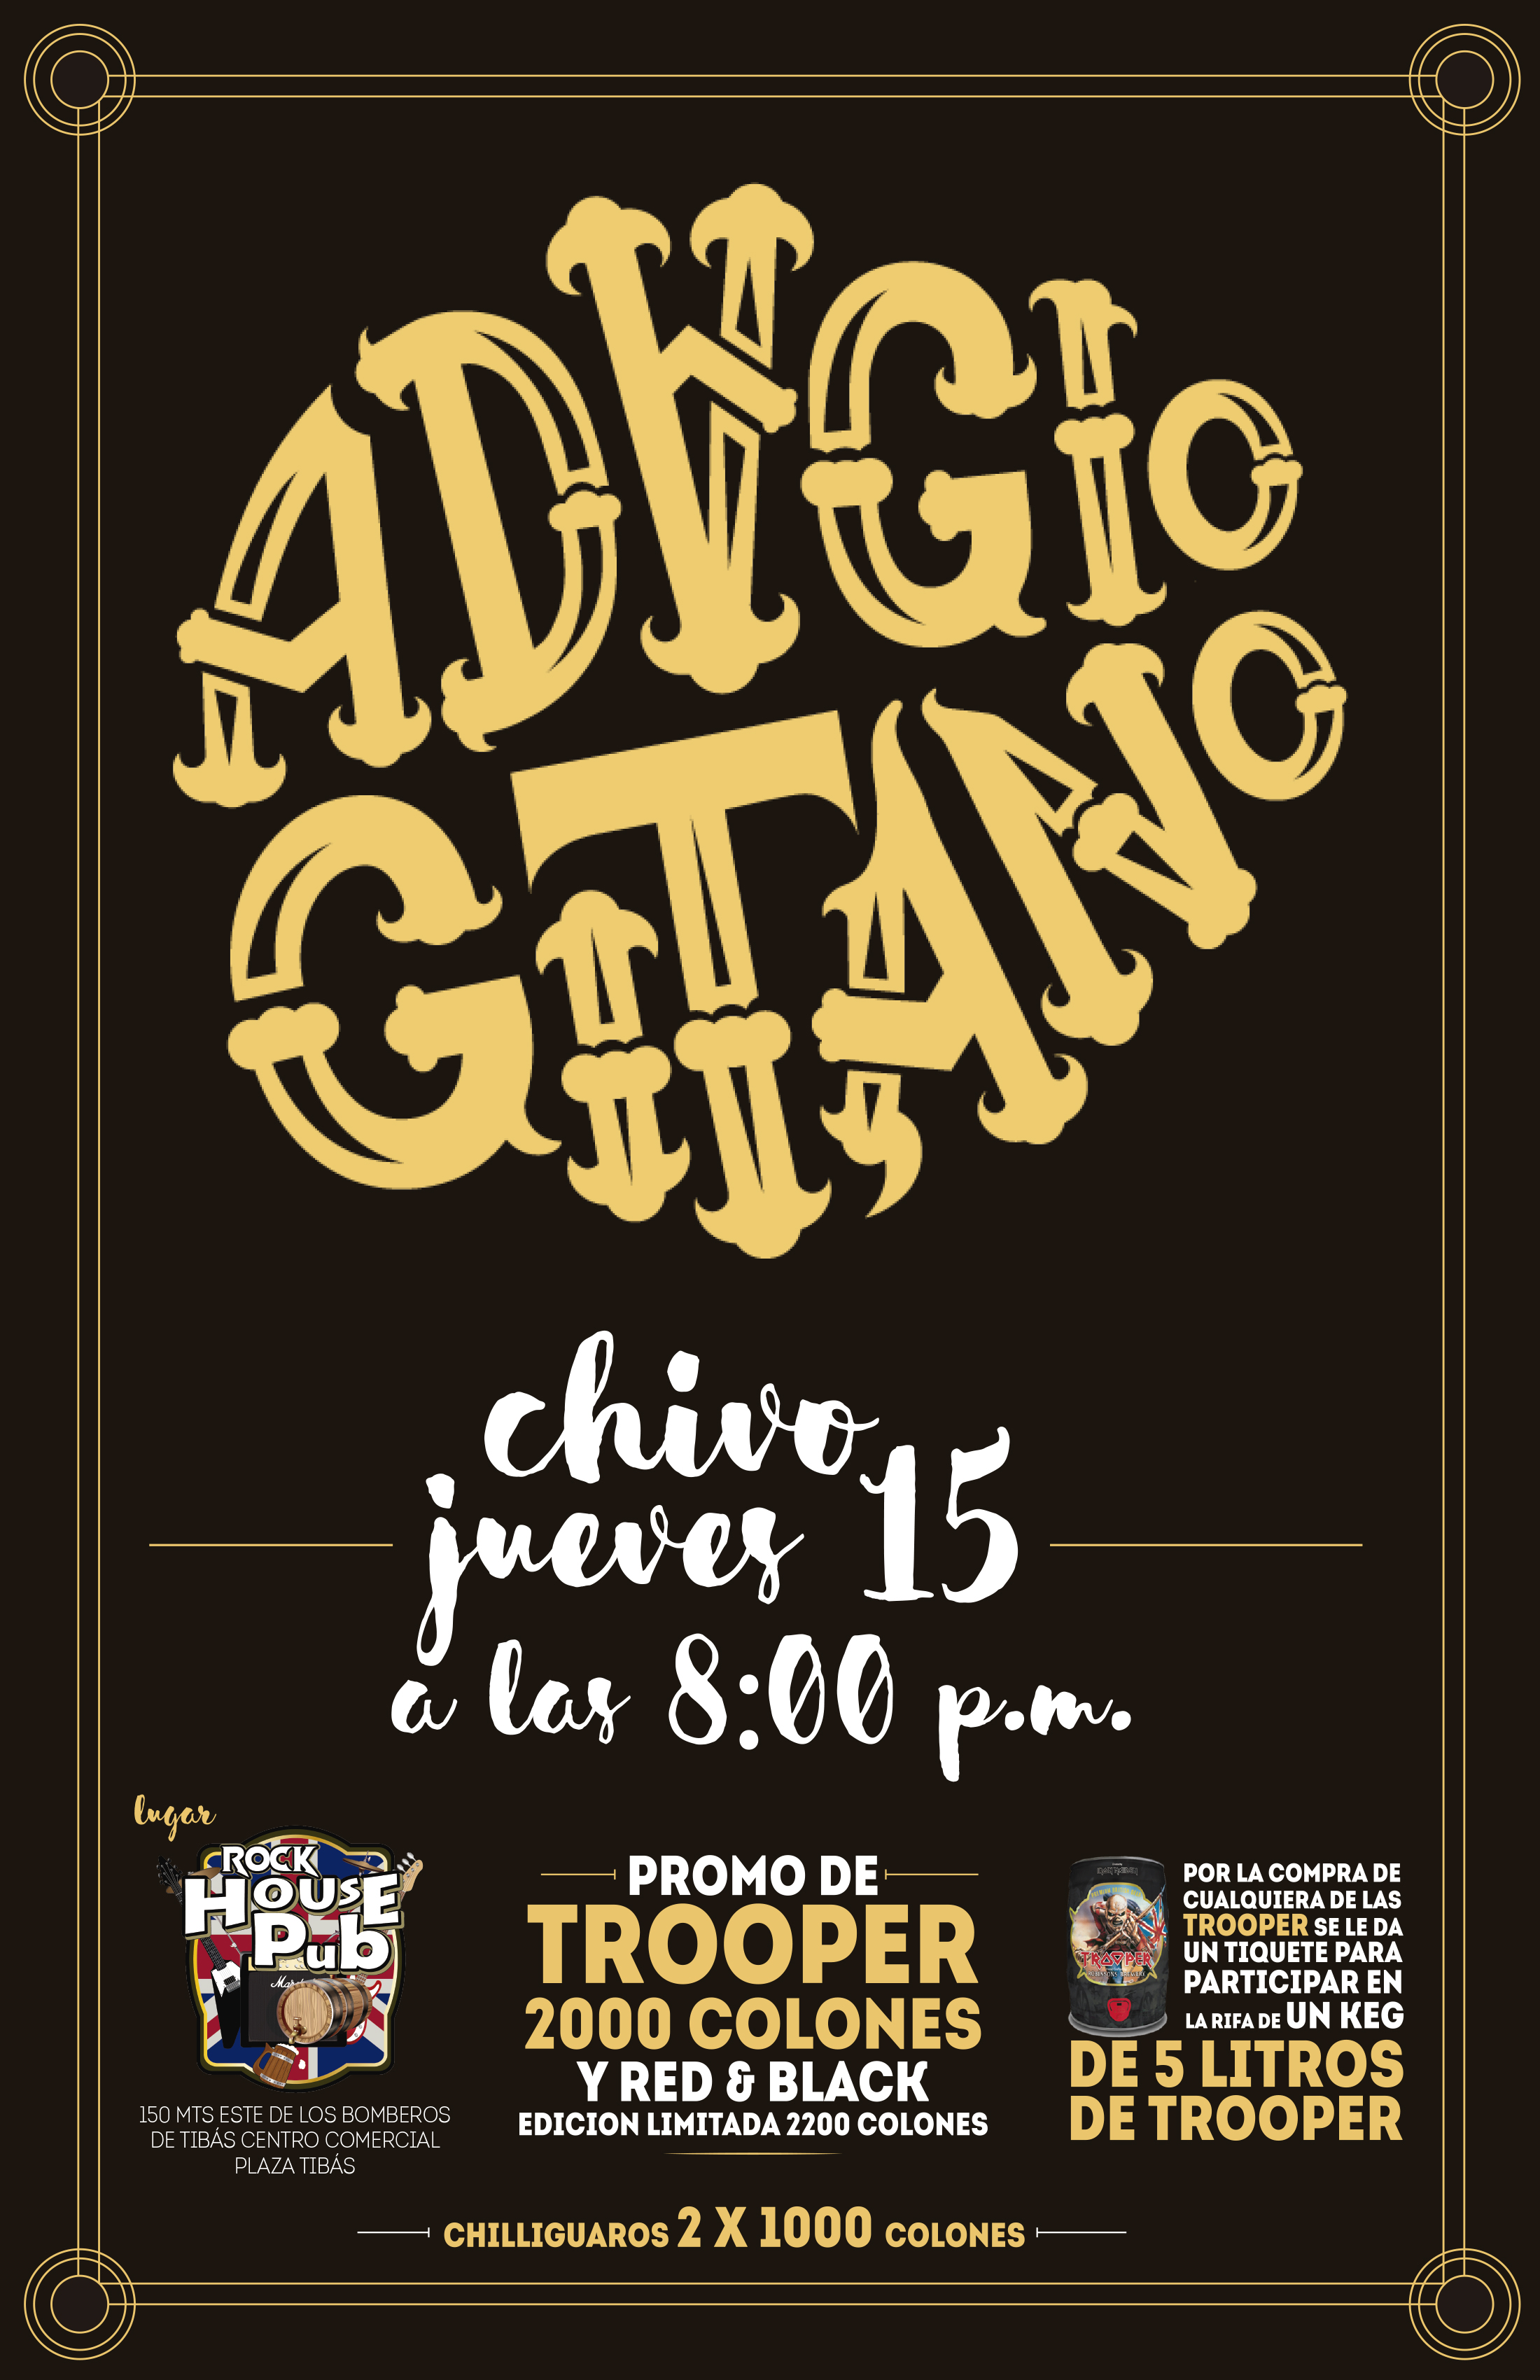 ADAGIO
GITANO
chivo
jueves 15
a las 8:00 p.m.
lugar
ROCK
HOUSE
Pub
150 MTS ESTE DE LOS BOMBEROS
DE TIBÁS CENTRO COMERCIAL
PLAZA TIBÁS
PROMO DE
TROOPER
2000 COLONES
Y RED & BLACK
EDICION LIMITADA 2200 COLONES
TROOPER
POR LA COMPRA DE
CUALQUIERA DE LAS
TROOPER SE LE DA
UN TIQUETE PARA
PARTICIPAR EN
LA RIFA DE UN KEG
DE 5 LITROS
DE TROOPER
CHILLIGUAROS 2 X 1000 COLONES